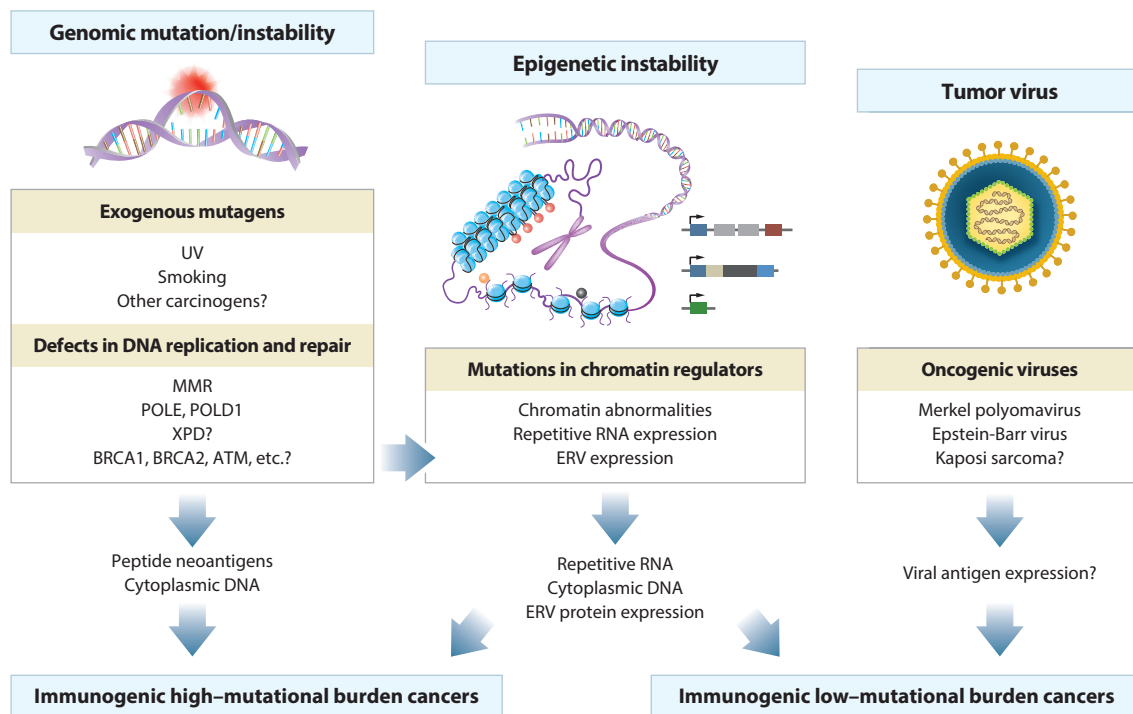 Genomic mutation/instability
Exogenous mutagens
UV
Smoking
Other carcinogens?
Defects in DNA replication and repair
MMR
POLE, POLD1
XPD?
BRCA1, BRCA2, ATM, etc.?
Peptide neoantigens
Cytoplasmic DNA
Epigenetic instability
Mutations in chromatin regulators
Chromatin abnormalities
Repetitive RNA expression
ERV expression
Repetitive RNA
Cytoplasmic DNA
ERV protein expression
Tumor virus
Oncogenic viruses
Merkel polyomavirus
Epstein-Barr virus
Kaposi sarcoma?
Viral antigen expression?
Immunogenic high–mutational burden cancers
Immunogenic low–mutational burden cancers